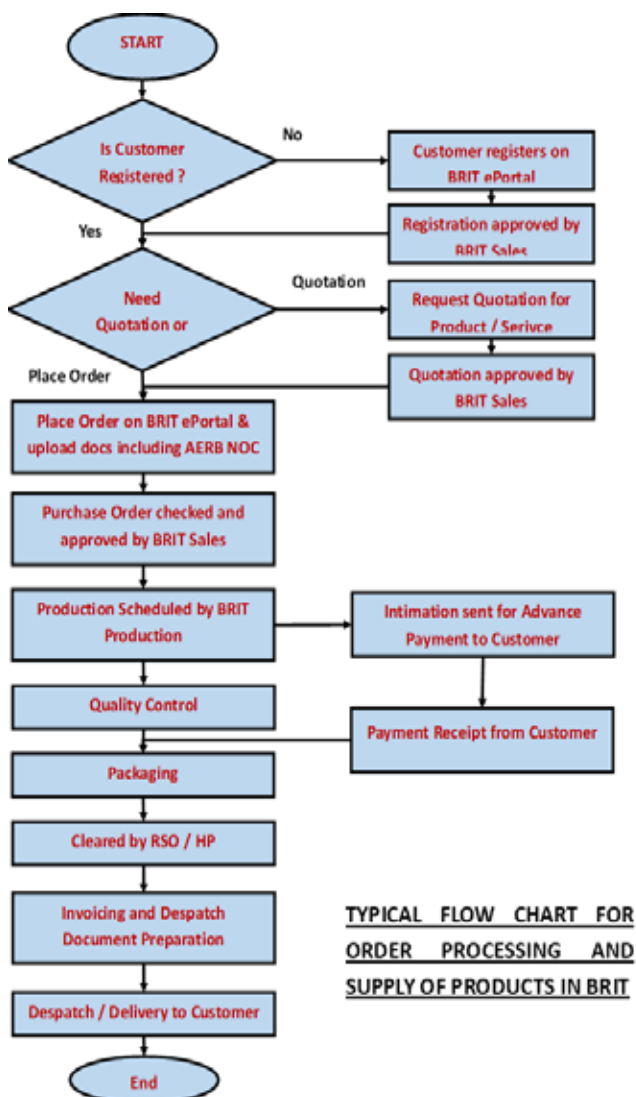 START
Is Customer
Registered ?
No
Customer registers on
BRIT ePortal
Registration approved by
BRIT Sales
Yes
Need
Quotation or
Quotation
Request Quotation for
Product / Serivce
Quotation approved by
BRIT Sales
Place Order
Place Order on BRIT ePortal &
upload docs including AERB NOC
Purchase Order checked and
approved by BRIT Sales
Production Scheduled by BRIT
Production
Intimation sent for Advance
Payment to Customer
Quality Control
Payment Receipt from Customer
Packaging
Cleared by RSO / HP
Invoicing and Despatch
Document Preparation
Despatch / Delivery to Customer
End
TYPICAL FLOW CHART FOR
ORDER PROCESSING AND
SUPPLY OF PRODUCTS IN BRIT